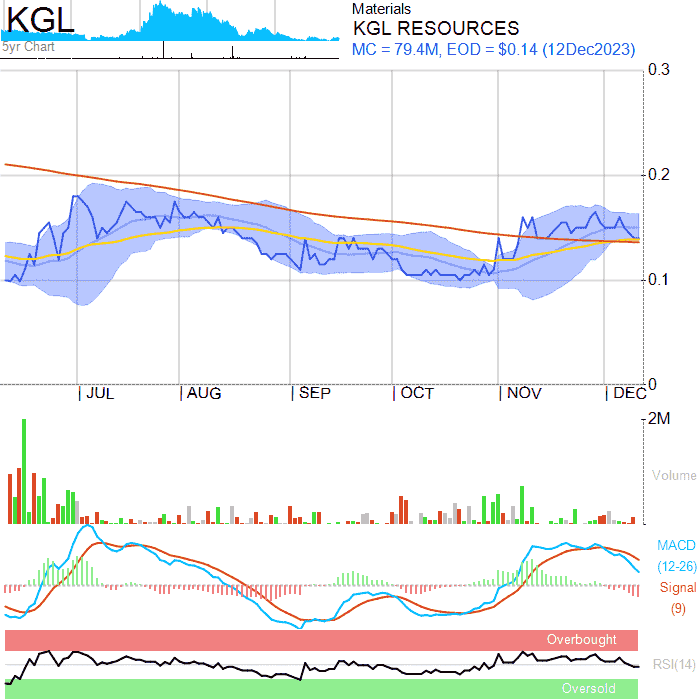 KGL
5yr Chart
Materials
KGL RESOURCES
MC = 79.4M, EOD = $0.14 (12Dec2023)
0.3
0.2
0.1
0
JUL AUG SEP OCT NOV DEC
2M
Volume
MACD
(12-26)
Signal
(9)
Overbought
RSI(14)
Oversold